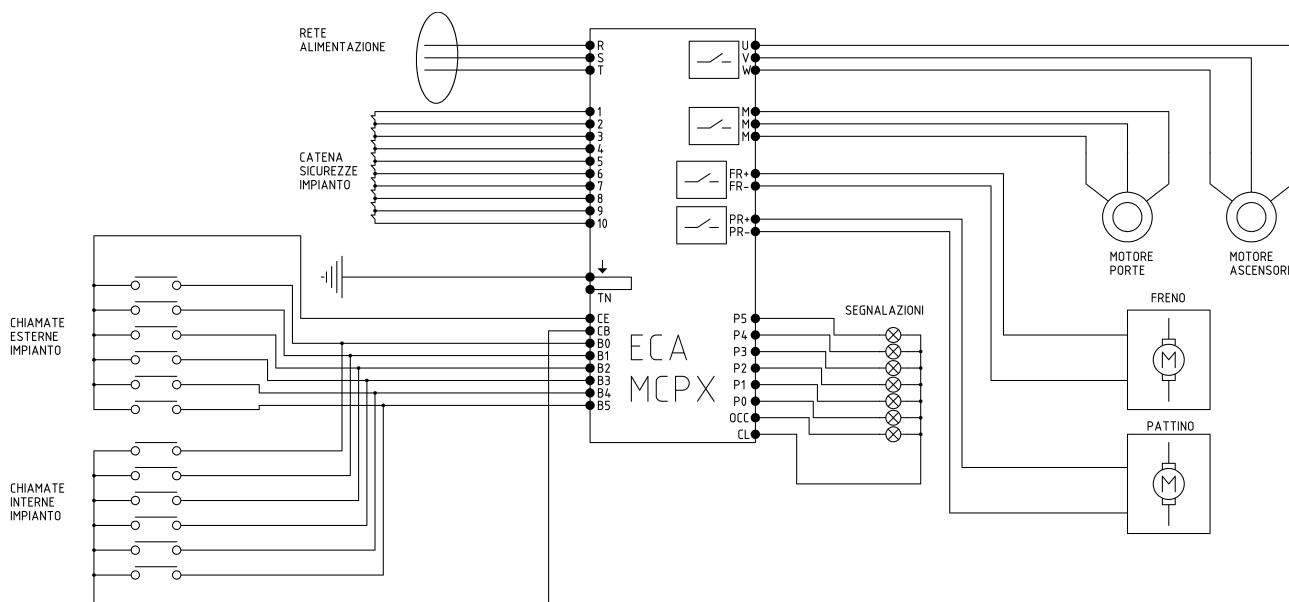 RETE
ALIMENTAZIONE
R
S
T
U
V
W
1
2
3
4
5
6
7
8
9
10
M
M
M
FR+
FR-
PR+
PR-
CATENA
SICUREZZE
IMPIANTO
MOTORE
PORTE
MOTORE
ASCENSORE
TN
CE
CB
B0
B1
B2
B3
B4
B5
ECA
MCPX
P5
P4
P3
P2
P1
P0
OCC
CL
SEGNALAZIONI
FRENO
M
PATTINO
M
CHIAMATE
ESTERNE
IMPIANTO
CHIAMATE
INTERNE
IMPIANTO